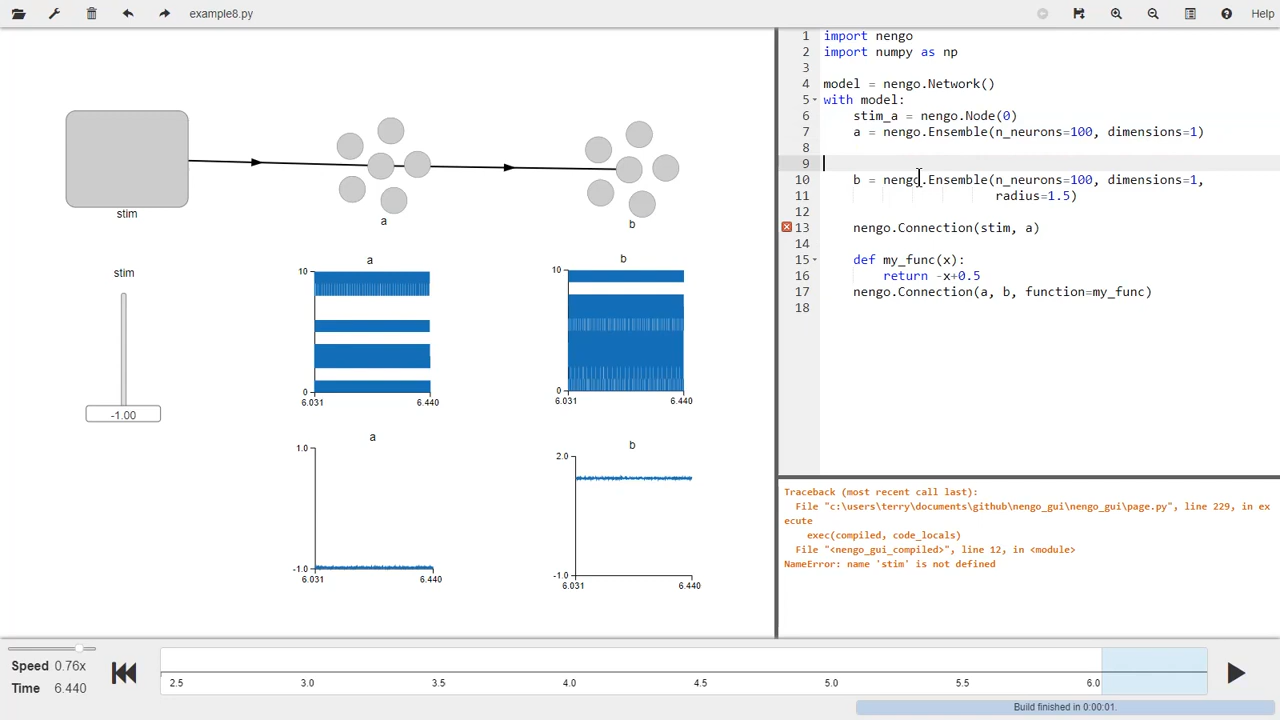 example8.py
Help
1 import nengo
2 import numpy as np
3
4 model = nengo.Network()
5 with model:
6 stim_a = nengo.Node(0)
7 a = nengo.Ensemble(n_neurons=100, dimensions=1)
8
9
10 b = nengo.Ensemble(n_neurons=100, dimensions=1,
11 radius=1.5)
12
13 nengo.Connection(stim, a)
14
15 def my_func(x):
16 return -x+0.5
17 nengo.Connection(a, b, function=my_func)
18
stim
a
b
stim
-1.00
a
10
0
6.031 6.440
b
10
0
6.031 6.440
a
1.0
-1.0
6.031 6.440
b
2.0
-1.0
6.031 6.440
Traceback (most recent call last):
File "c:\users\terry\documents\github\nengo_gui\nengo_gui\page.py", line 229, in ex
ecute
exec(compiled, code_locals)
File "<nengo_gui_compiled>", line 12, in <module>
NameError: name 'stim' is not defined
Speed 0.76x
Time 6.440
2.5 3.0 3.5 4.0 4.5 5.0 5.5 6.0
Build finished in 0:00:01.